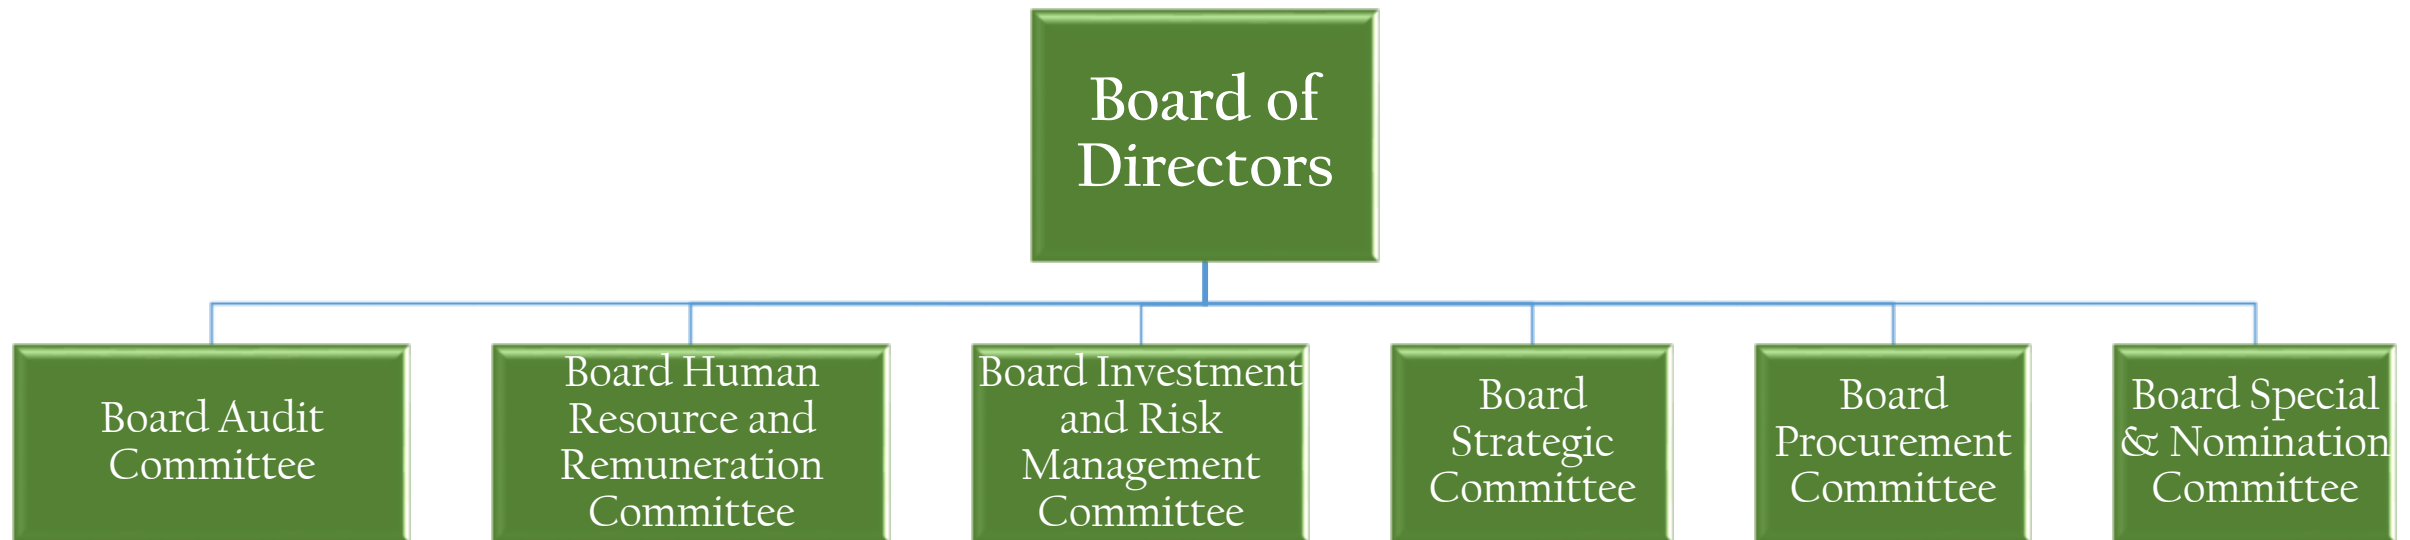 Board of
Directors
Board Audit
Committee
Board Human
Resource and
Remuneration
Committee
Board Investment
and Risk
Management
Committee
Board
Strategic
Committee
Board
Procurement
Committee
Board Special
& Nomination
Committee